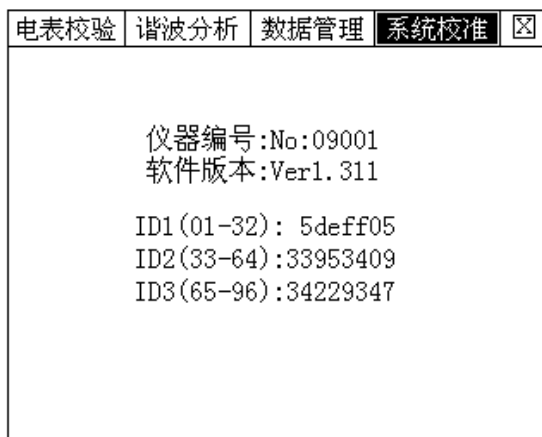 电表校验 谐波分析 数据管理 系统校准
仪器编号:No:09001
软件版本:Ver1.311
ID1(01-32): 5deff05
ID2(33-64):33953409
ID3(65-96):34229347